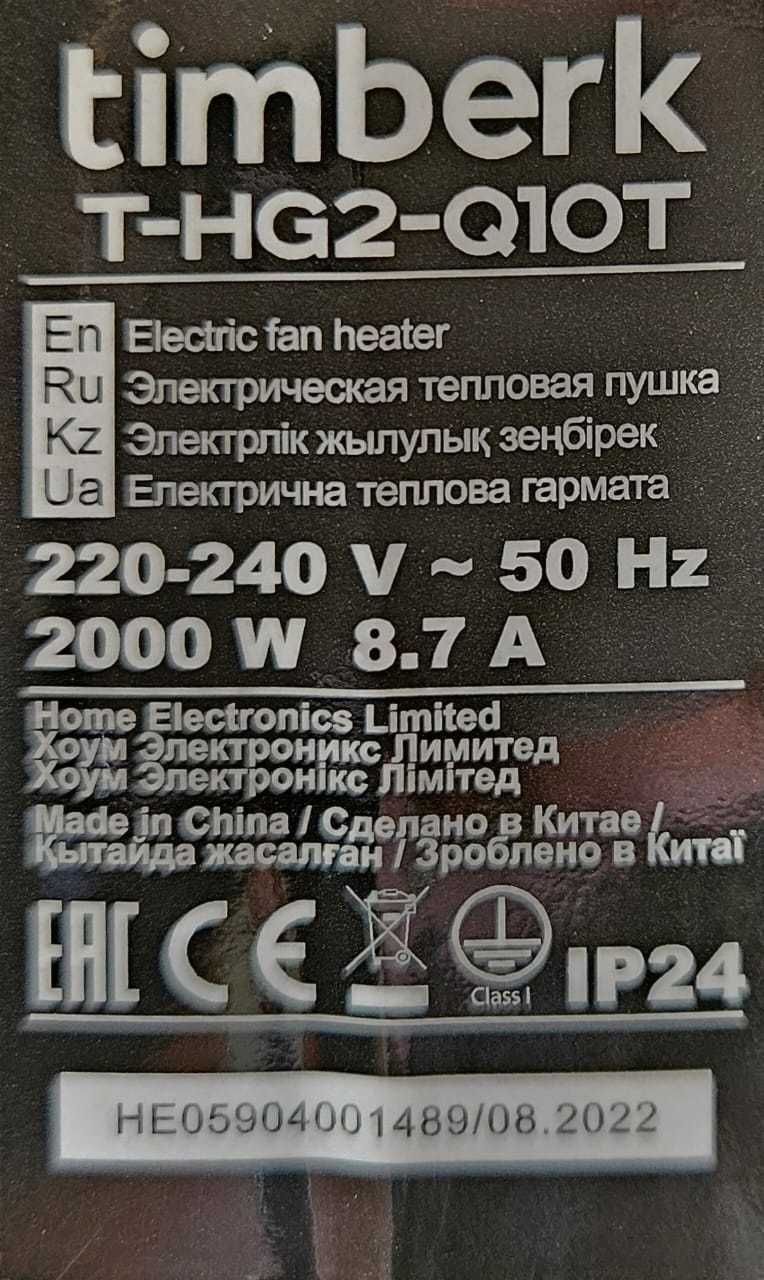 timberk
T-HG2-Q10T
En Electric fan heater
Ru Электрическая тепловая пушка
Kz Электрлік жылулық зеңбірек
Ua Електрична теплова гармата
220-240 V ~ 50 Hz
2000 W 8.7 A
Home Electronics Limited
Хоум Электроникс Лимитед
Хоум Электронікс Лімітед
Made in China / Сделано в Китае /
Қытайда жасалған / Зроблено в Китаї
EAC CE Class I IP24
HE05904001489/08.2022